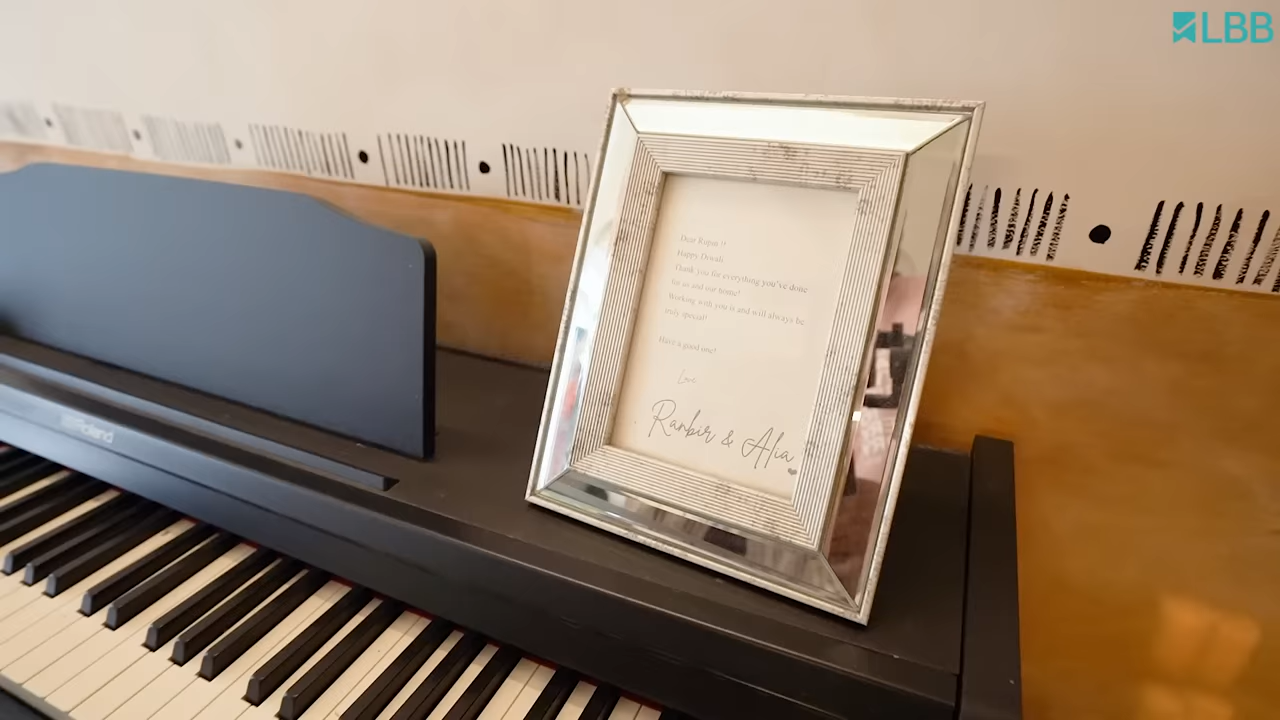 LBB
Roland
Dear Rupin !!
Happy Diwali
Thank you for everything you've done
for us and our home!
Working with you is and will always be
truly special!
Have a good one!
Love
Ranbir & Alia